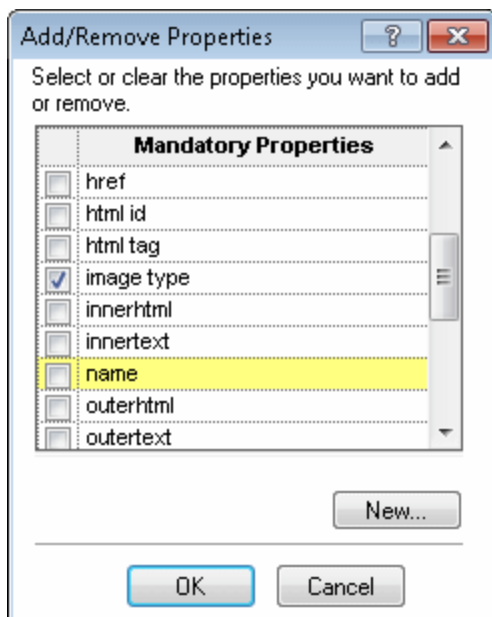 Add/Remove Properties
Select or clear the properties you want to add
or remove.
Mandatory Properties
href
html id
html tag
image type
innerhtml
innertext
name
outerhtml
outertext
New...
OK
Cancel